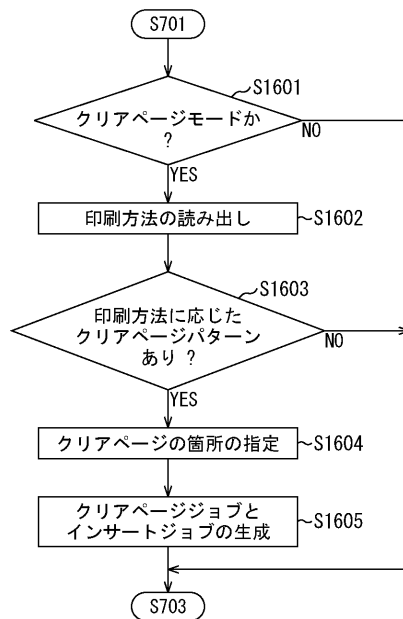 S701
S1601
クリアページモードか
?
NO
YES
印刷方法の読み出し
S1602
S1603
印刷方法に応じた
クリアページパターン
あり ?
NO
YES
クリアページの箇所の指定
S1604
クリアページジョブと
インサートジョブの生成
S1605
S703